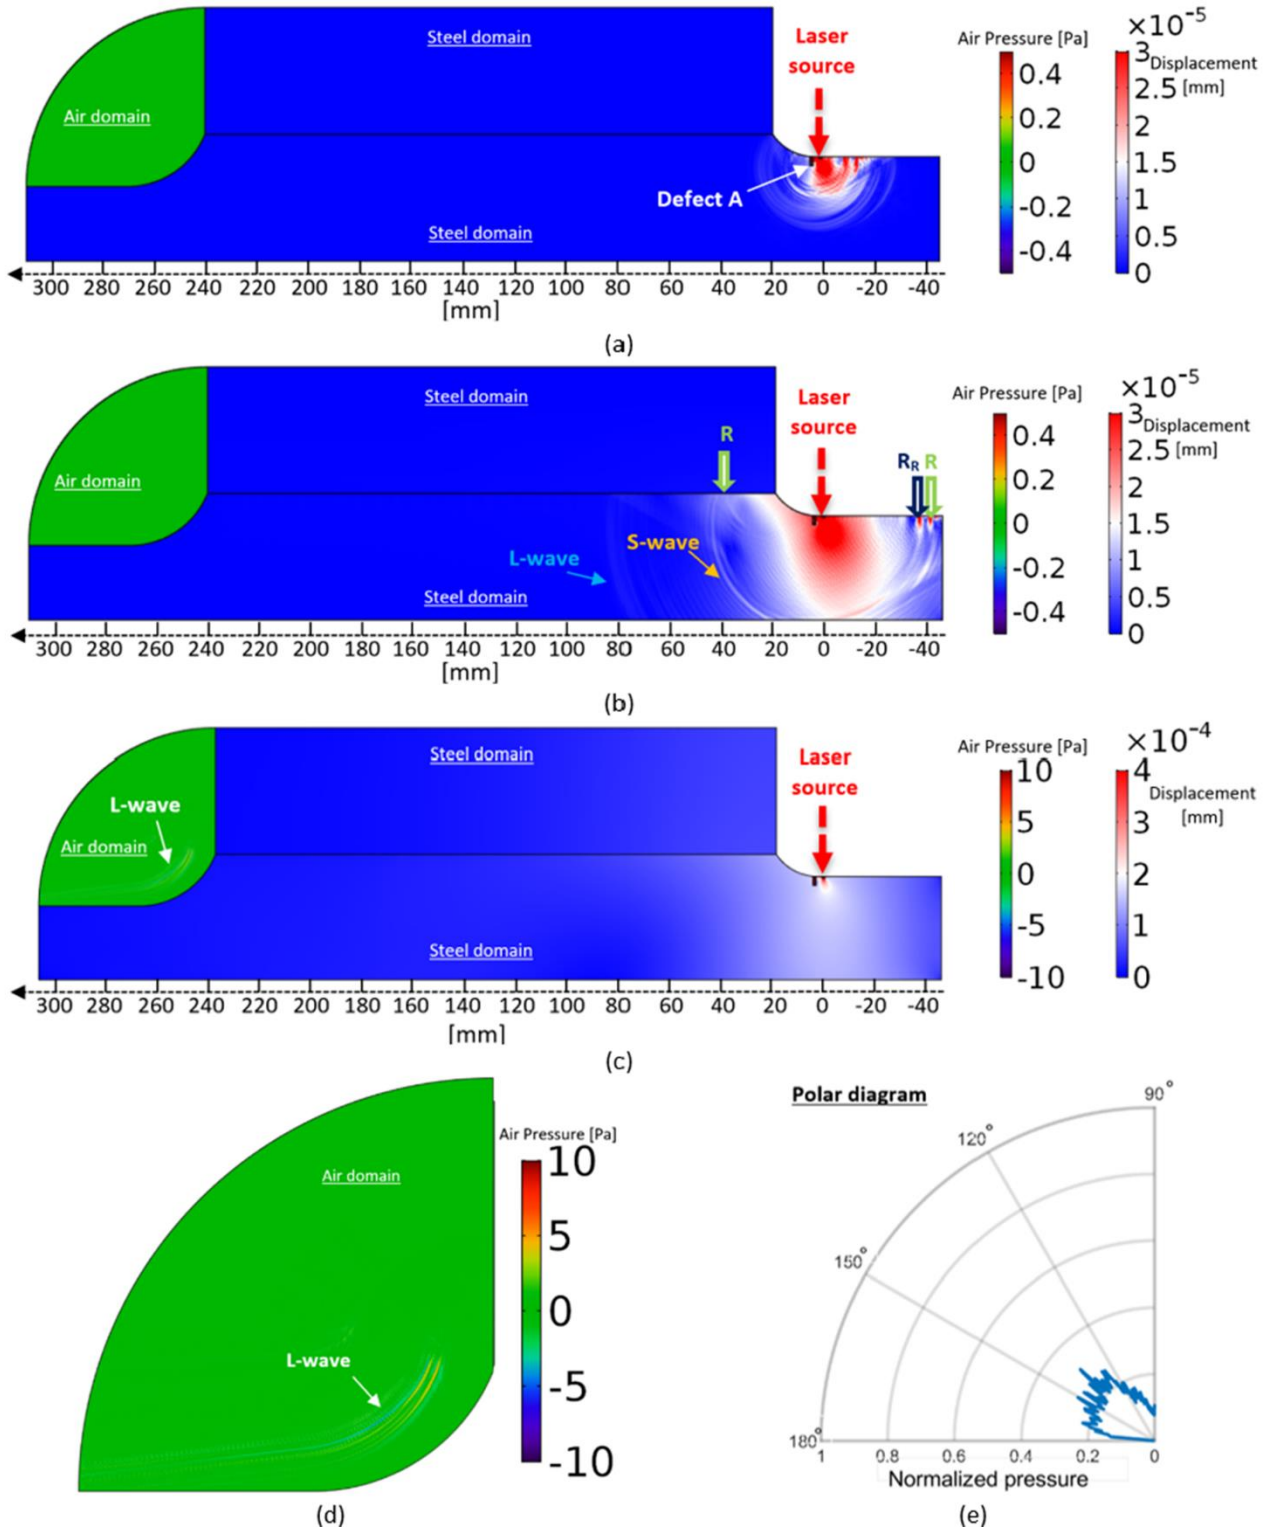 Steel domain
Laser
source
Air Pressure [Pa]
×10⁻⁵
Displacement
[mm]
0.4
0.2
0
-0.2
-0.4
3
2.5
2
1.5
1
0.5
0
Air domain
Defect A
Steel domain
300 280 260 240 220 200 180 160 140 120 100 80 60 40 20 0 -20 -40
[mm]
(a)
Steel domain
Laser
source
Air Pressure [Pa]
×10⁻⁵
Displacement
[mm]
0.4
0.2
0
-0.2
-0.4
3
2.5
2
1.5
1
0.5
0
R
R_R R
Air domain
S-wave
L-wave
Steel domain
300 280 260 240 220 200 180 160 140 120 100 80 60 40 20 0 -20 -40
[mm]
(b)
Steel domain
Laser
source
Air Pressure [Pa]
×10⁻⁴
Displacement
[mm]
10
5
0
-5
-10
4
3
2
1
0
L-wave
Air domain
Steel domain
300 280 260 240 220 200 180 160 140 120 100 80 60 40 20 0 -20 -40
[mm]
(c)
Air Pressure [Pa]
10
5
0
-5
-10
Air domain
L-wave
(d)
Polar diagram
90°
120°
150°
180°
1 0.8 0.6 0.4 0.2 0
Normalized pressure
(e)